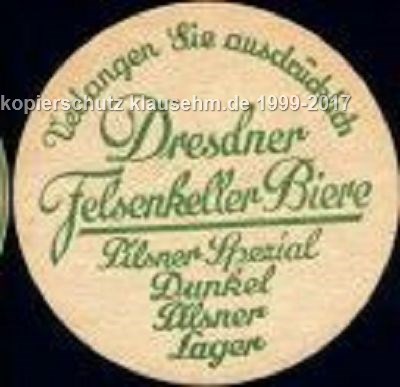 Verlangen Sie ausdrücklich
kopierschutz klausehm.de 1999-2017
Dresdner
Felsenkeller Biere
Pilsner Spezial
Dunkel
Pilsner
Lager